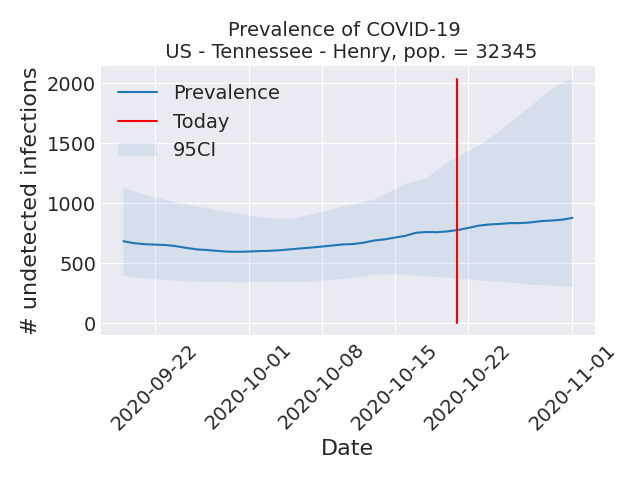 Prevalence of COVID-19
US - Tennessee - Henry, pop. = 32345
# undetected infections
2000
1500
1000
500
0
Prevalence
Today
95CI
2020-09-22
2020-10-01
2020-10-08
2020-10-15
2020-10-22
2020-11-01
Date